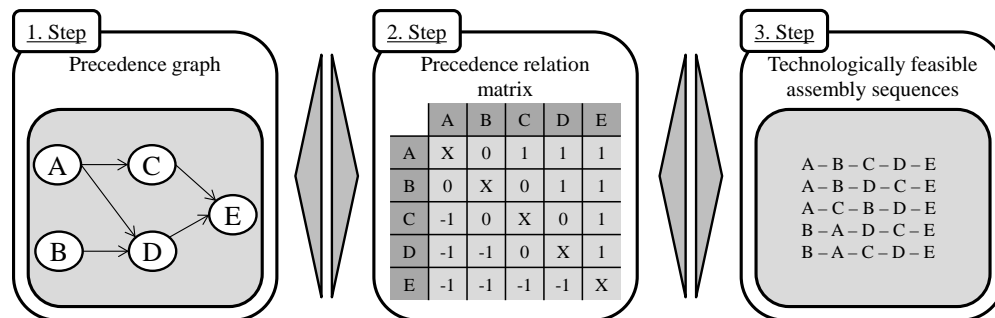 1. Step
Precedence graph
A
C
E
B
D
2. Step
Precedence relation
matrix
A B C D E
A X 0 1 1 1
B 0 X 0 1 1
C -1 0 X 0 1
D -1 -1 0 X 1
E -1 -1 -1 -1 X
3. Step
Technologically feasible
assembly sequences
A – B – C – D – E
A – B – D – C – E
A – C – B – D – E
B – A – D – C – E
B – A – C – D – E